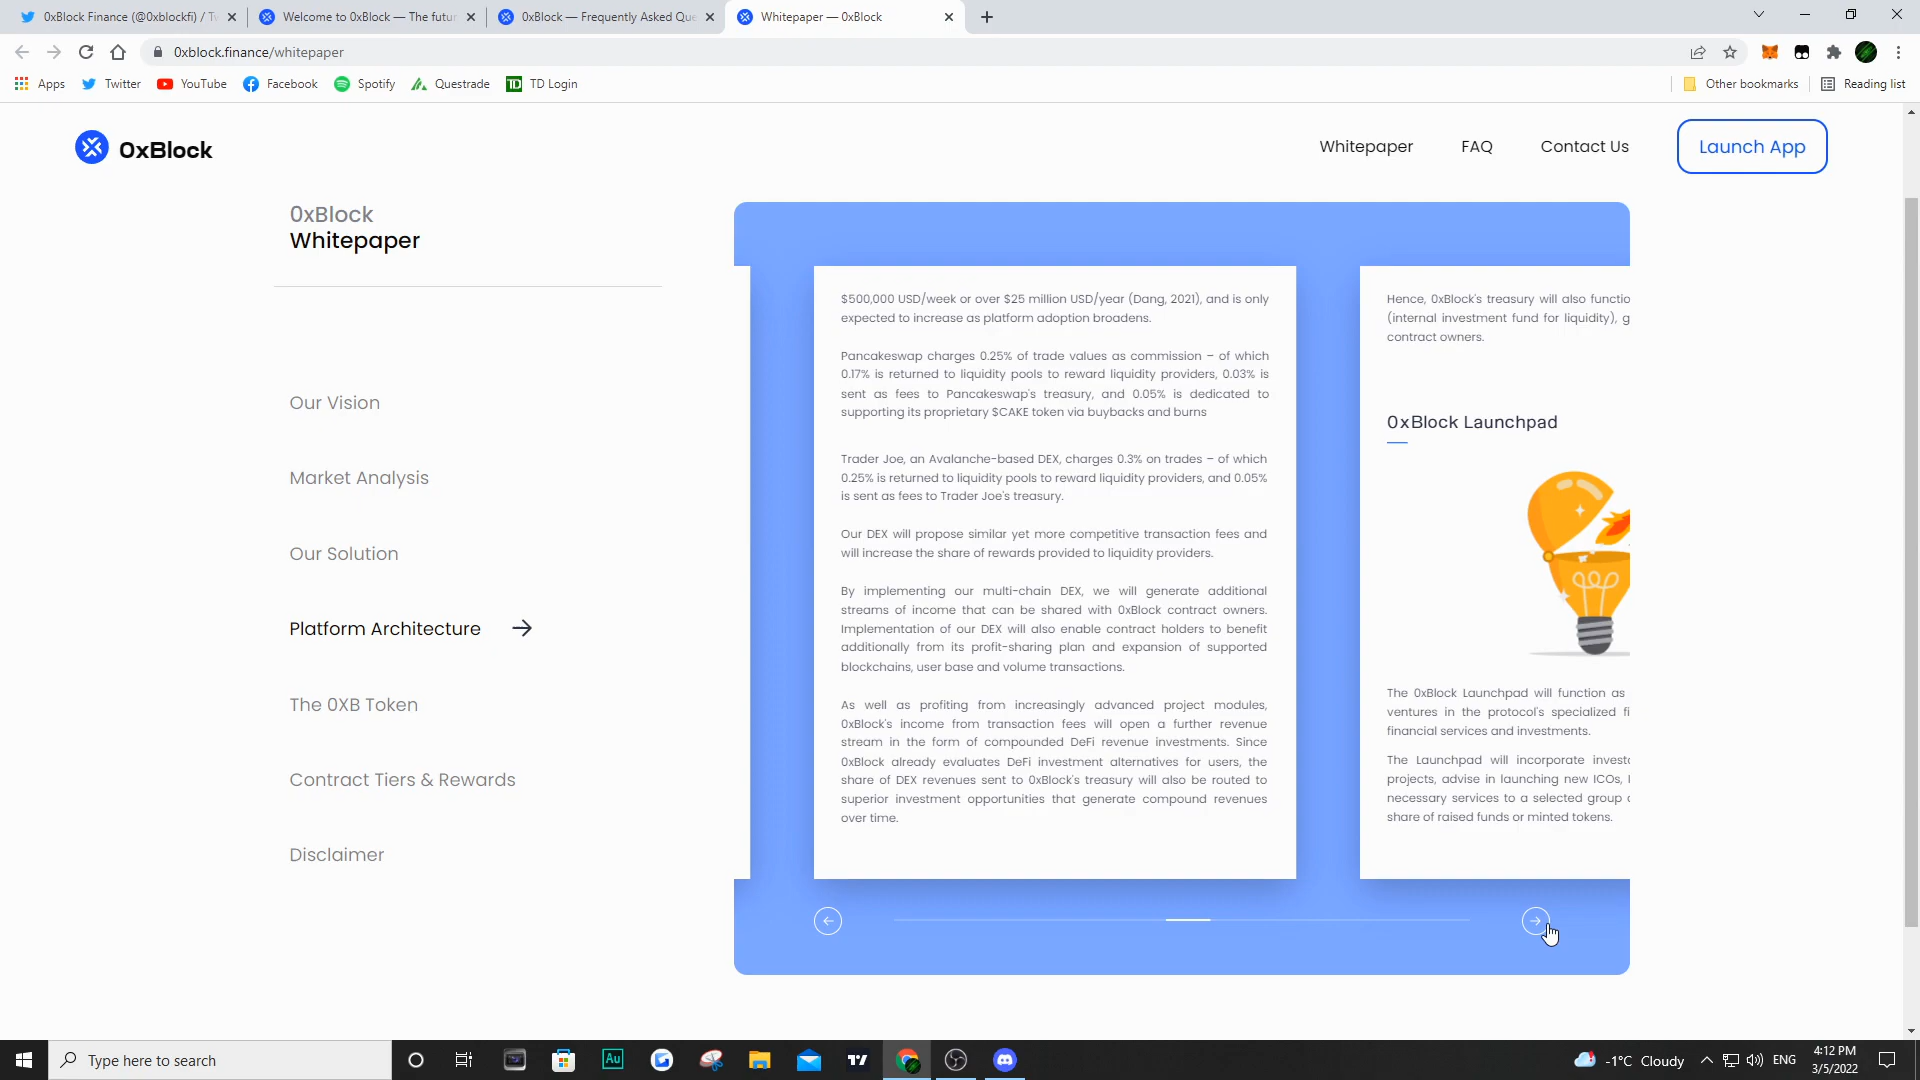 0xBlock Finance (@0xblockfi) / Tw
Welcome to 0xBlock — The futur
0xBlock — Frequently Asked Que
Whitepaper — 0xBlock
0xblock.finance/whitepaper
Apps
Twitter
YouTube
Facebook
Spotify
Questrade
TD Login
Other bookmarks
Reading list
0xBlock
Whitepaper
FAQ
Contact Us
Launch App
0xBlock
Whitepaper
Our Vision
Market Analysis
Our Solution
Platform Architecture
The 0XB Token
Contract Tiers & Rewards
Disclaimer
$500,000 USD/week or over $25 million USD/year (Dang, 2021), and is only
expected to increase as platform adoption broadens.
Pancakeswap charges 0.25% of trade values as commission – of which
0.17% is returned to liquidity pools to reward liquidity providers, 0.03% is
sent as fees to Pancakeswap's treasury, and 0.05% is dedicated to
supporting its proprietary $CAKE token via buybacks and burns
Trader Joe, an Avalanche-based DEX, charges 0.3% on trades – of which
0.25% is returned to liquidity pools to reward liquidity providers, and 0.05%
is sent as fees to Trader Joe's treasury.
Our DEX will propose similar yet more competitive transaction fees and
will increase the share of rewards provided to liquidity providers.
By implementing our multi-chain DEX, we will generate additional
streams of income that can be shared with 0xBlock contract owners.
Implementation of our DEX will also enable contract holders to benefit
additionally from its profit-sharing plan and expansion of supported
blockchains, user base and volume transactions.
As well as profiting from increasingly advanced project modules,
0xBlock's income from transaction fees will open a further revenue
stream in the form of compounded DeFi revenue investments. Since
0xBlock already evaluates DeFi investment alternatives for users, the
share of DEX revenues sent to 0xBlock's treasury will also be routed to
superior investment opportunities that generate compound revenues
over time.
Hence, 0xBlock's treasury will also functio
(internal investment fund for liquidity), g
contract owners.
0xBlock Launchpad
The 0xBlock Launchpad will function as
ventures in the protocol's specialized fi
financial services and investments.
The Launchpad will incorporate invest
projects, advise in launching new ICOs,
necessary services to a selected group
share of raised funds or minted tokens.
Type here to search
Au
-1°C Cloudy
ENG
4:12 PM
3/5/2022